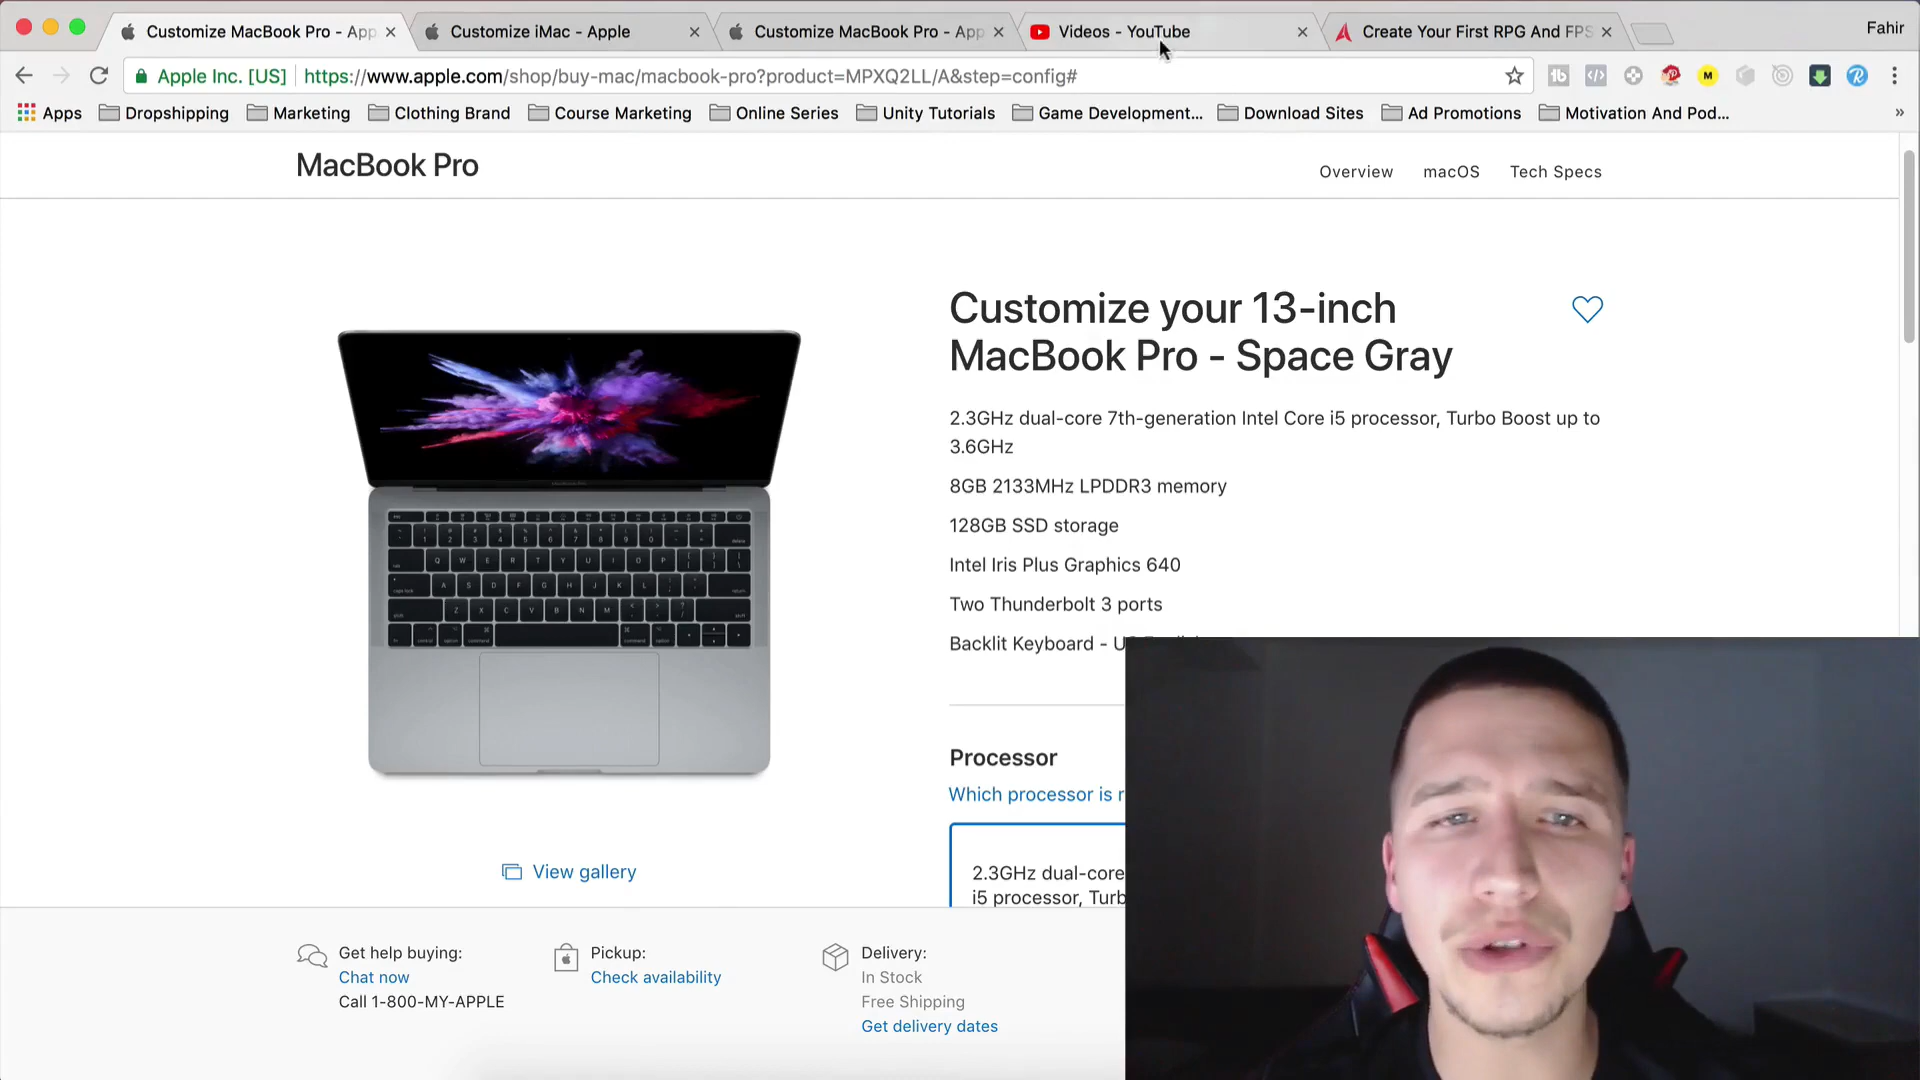 Customize MacBook Pro - App
Customize iMac - Apple
Customize MacBook Pro - App
Videos - YouTube
Create Your First RPG And FPS
Fahir
Apple Inc. [US]
https://www.apple.com/shop/buy-mac/macbook-pro?product=MPXQ2LL/A&step=config#
Apps
Dropshipping
Marketing
Clothing Brand
Course Marketing
Online Series
Unity Tutorials
Game Development...
Download Sites
Ad Promotions
Motivation And Pod...
MacBook Pro
Overview
macOS
Tech Specs
Customize your 13-inch
MacBook Pro - Space Gray
2.3GHz dual-core 7th-generation Intel Core i5 processor, Turbo Boost up to
3.6GHz
8GB 2133MHz LPDDR3 memory
128GB SSD storage
Intel Iris Plus Graphics 640
Two Thunderbolt 3 ports
Backlit Keyboard -
Processor
Which processor is
2.3GHz dual-core
i5 processor,
View gallery
Get help buying:
Chat now
Call 1-800-MY-APPLE
Pickup:
Check availability
Delivery:
In Stock
Free Shipping
Get delivery dates